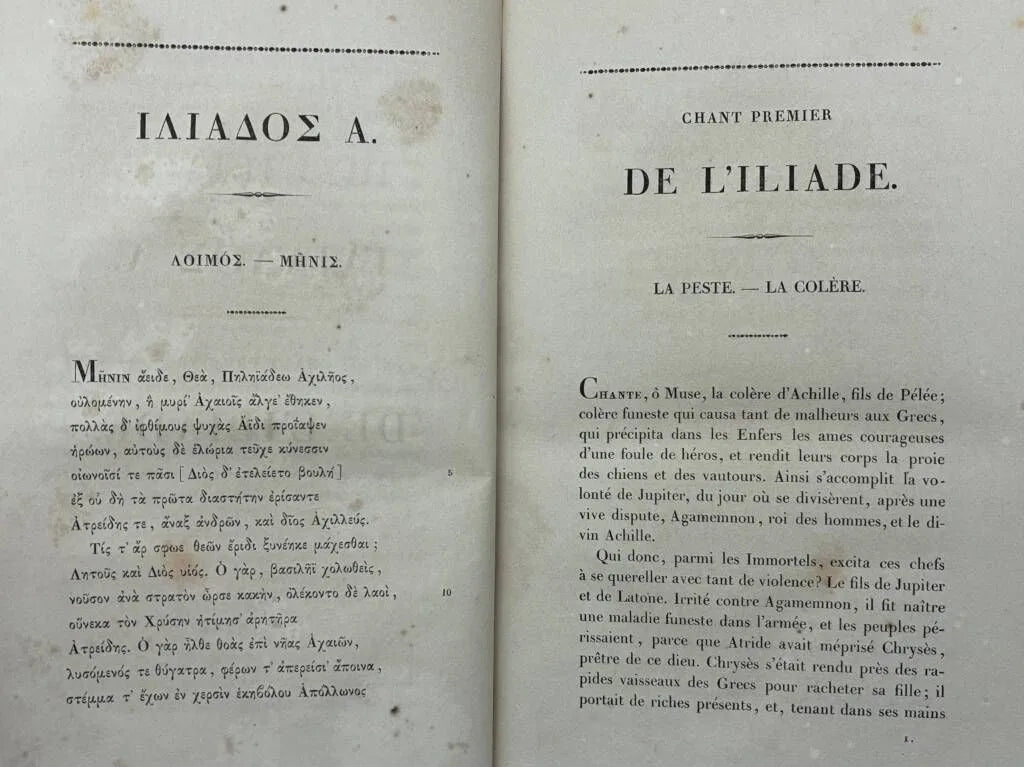 ΙΛΙΑΔΟΣ Α.
ΛΟΙΜΌΣ. — ΜΗ͂ΝΙΣ.
ΜΗ͂ΝΙΝ ἄειδε, Θεὰ, Πηληϊάδεω Ἀχιλῆος,
οὐλομένην, ἣ μυρί᾽ Ἀχαιοῖς ἄλγε᾽ ἔθηκεν,
πολλὰς δ᾽ ἰφθίμους ψυχὰς Ἄϊδι προΐαψεν
ἡρώων, αὐτοὺς δὲ ἑλώρια τεῦχε κύνεσσιν
οἰωνοῖσί τε πᾶσι [Διὸς δ᾽ ἐτελείετο βουλὴ] 5
ἐξ οὗ δὴ τὰ πρῶτα διαστήτην ἐρίσαντε
Ἀτρείδης τε, ἄναξ ἀνδρῶν, καὶ δῖος Ἀχιλλεύς.
Τίς τ᾽ ἄρ σφωε θεῶν ἔριδι ξυνέηκε μάχεσθαι;
Λητοῦς καὶ Διὸς υἱός. Ὁ γὰρ, βασιλῆϊ χολωθεὶς,
νοῦσον ἀνὰ στρατὸν ὦρσε κακὴν, ὀλέκοντο δὲ λαοὶ, 10
οὕνεκα τὸν Χρύσην ἠτίμησ᾽ ἀρητῆρα
Ἀτρείδης. Ὁ γὰρ ἦλθε θοὰς ἐπὶ νῆας Ἀχαιῶν,
λυσόμενός τε θύγατρα, φέρων τ᾽ ἀπερείσι᾽ ἄποινα,
στέμμα τ᾽ ἔχων ἐν χερσὶν ἑκηβόλου Ἀπόλλωνος
CHANT PREMIER
DE L'ILIADE.
LA PESTE. — LA COLÈRE.
CHANTE, ô Muse, la colère d'Achille, fils de Pélée;
colère funeste qui causa tant de malheurs aux Grecs,
qui précipita dans les Enfers les ames courageuses
d'une foule de héros, et rendit leurs corps la proie
des chiens et des vautours. Ainsi s'accomplit la vo-
lonté de Jupiter, du jour où se divisèrent, après une
vive dispute, Agamemnon, roi des hommes, et le di-
vin Achille.
Qui donc, parmi les Immortels, excita ces chefs
à se quereller avec tant de violence? Le fils de Jupiter
et de Latone. Irrité contre Agamemnon, il fit naître
une maladie funeste dans l'armée, et les peuples pé-
rissaient, parce que Atride avait méprisé Chrysès,
prêtre de ce dieu. Chrysès s'était rendu près des ra-
pides vaisseaux des Grecs pour racheter sa fille; il
portait de riches présents, et, tenant dans ses mains
1.